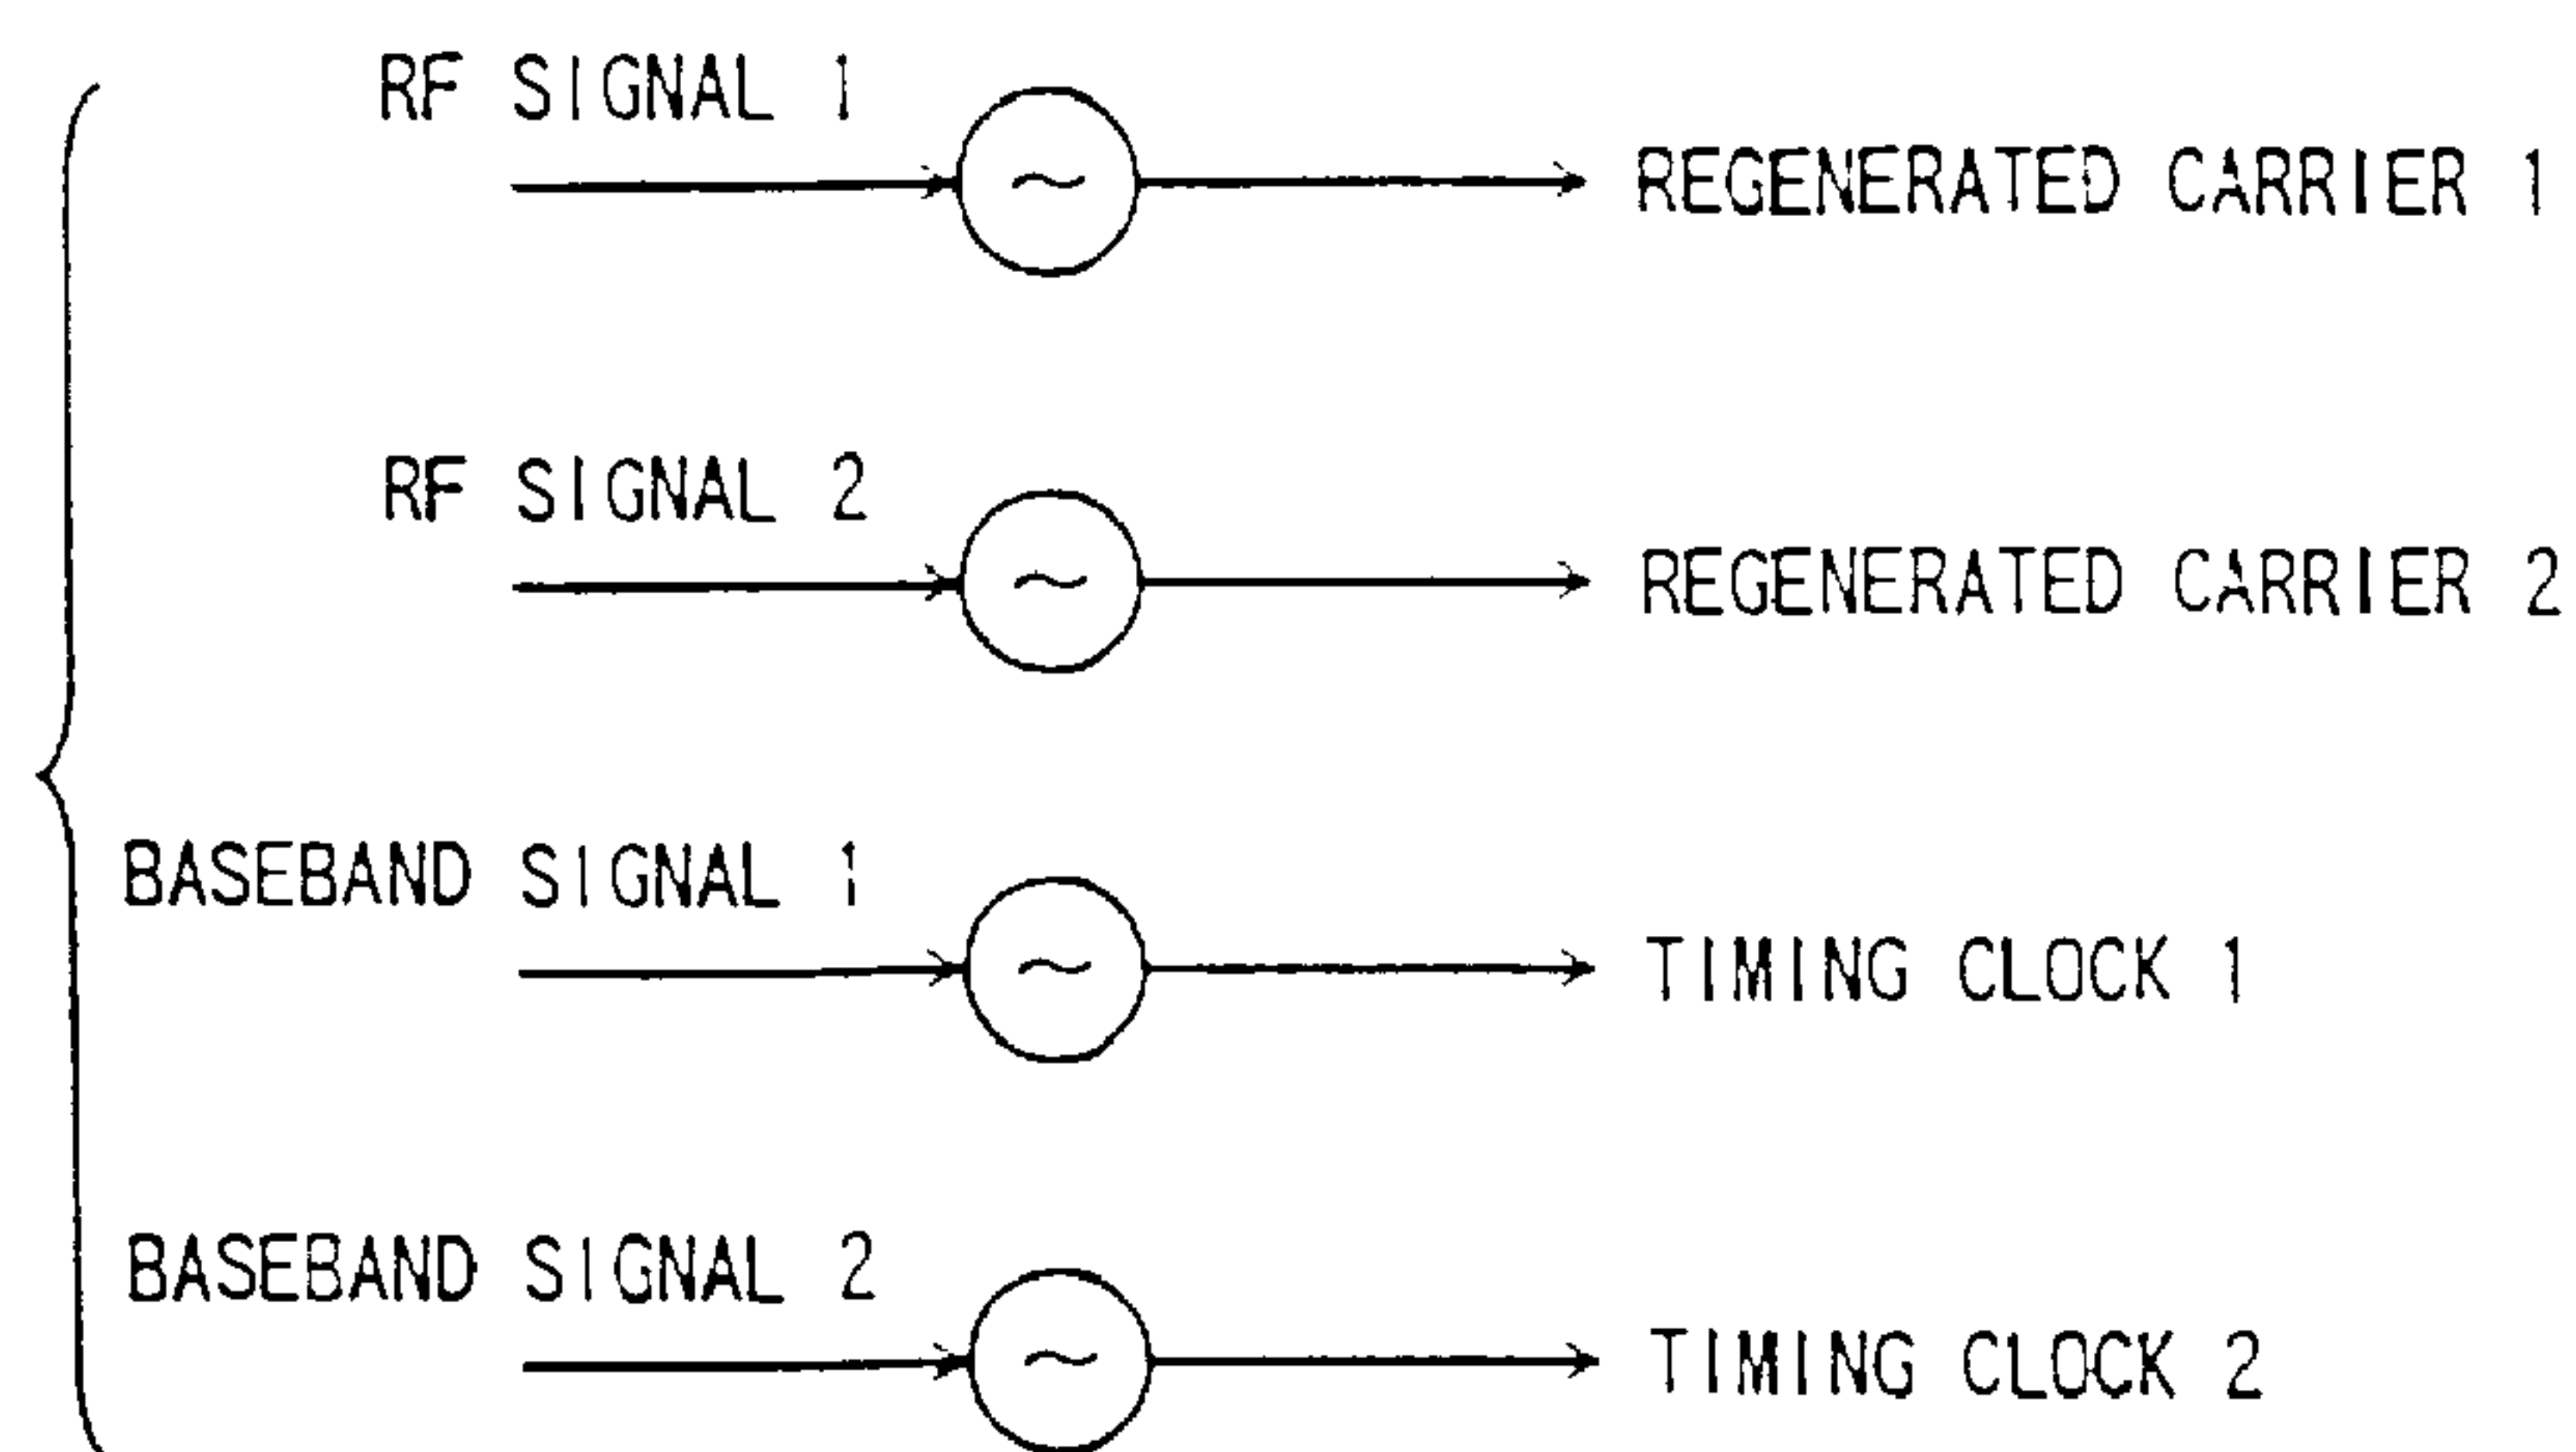 RF SIGNAL 1
REGENERATED CARRIER 1
RF SIGNAL 2
REGENERATED CARRIER 2
BASEBAND SIGNAL 1
TIMING CLOCK 1
BASEBAND SIGNAL 2
TIMING CLOCK 2